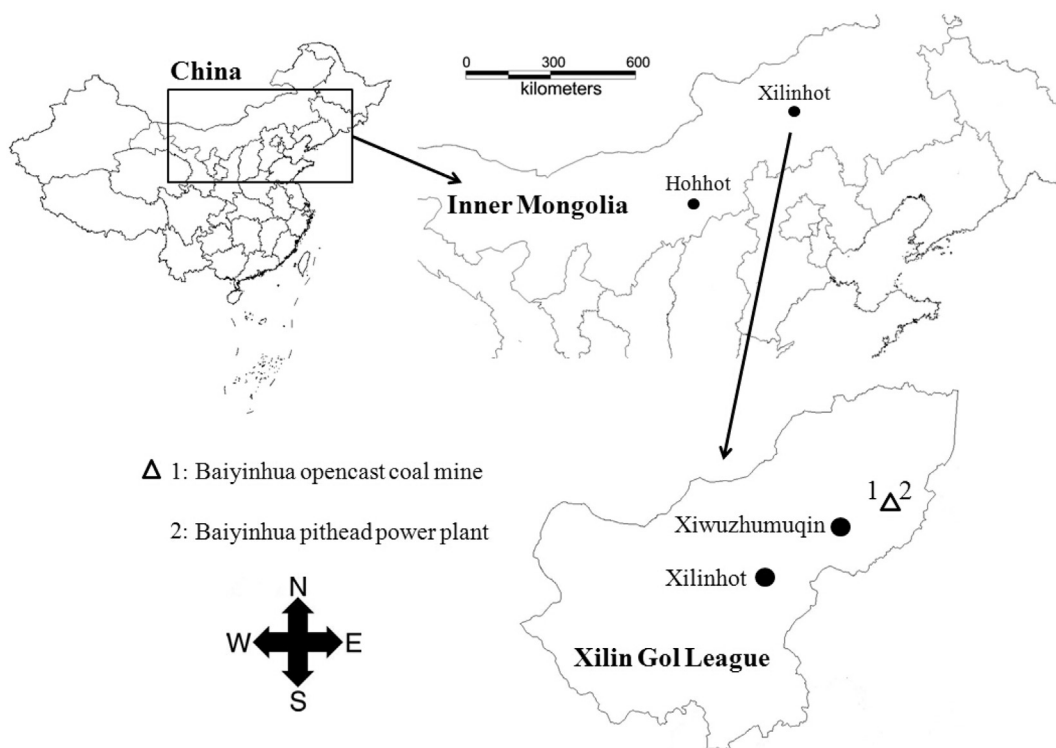 China
0 300 600
kilometers
Xilinhot
Hohhot
Inner Mongolia
△ 1: Baiyinhua opencast coal mine
2: Baiyinhua pithead power plant
1 2
Xiwuzhumuqin
Xilinhot
Xilin Gol League
N
W E
S